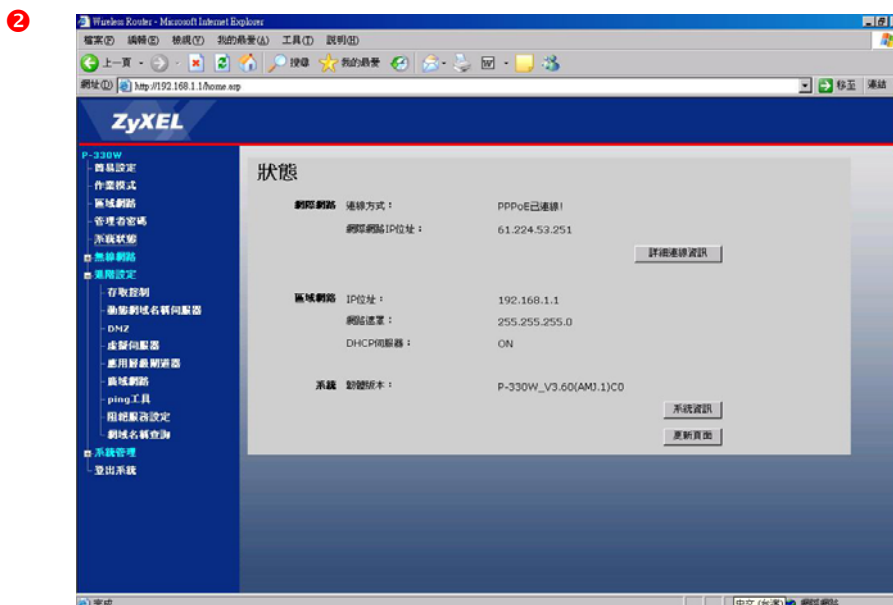 2
Wireless Router - Microsoft Internet Explorer
檔案(F) 編輯(E) 檢視(V) 我的最愛(A) 工具(T) 說明(H)
上一頁 搜尋 我的最愛
網址(D) http://192.168.1.1/home.asp 移至 連結
ZyXEL
P-330W
簡易設定
作業模式
區域網路
管理者密碼
系統狀態
無線網路
進階設定
存取控制
動態網域名稱伺服器
DMZ
虛擬伺服器
應用層級閘道器
廣域網路
ping工具
阻絕服務設定
網域名稱查詢
系統管理
登出系統
狀態
網際網路 連線方式： PPPoE已連線!
網際網路IP位址： 61.224.53.251
詳細連線資訊
區域網路 IP位址： 192.168.1.1
網路遮罩： 255.255.255.0
DHCP伺服器： ON
系統 韌體版本： P-330W_V3.60(AMJ.1)C0
系統資訊
更新頁面
完成 中文 (台灣) 網際網路